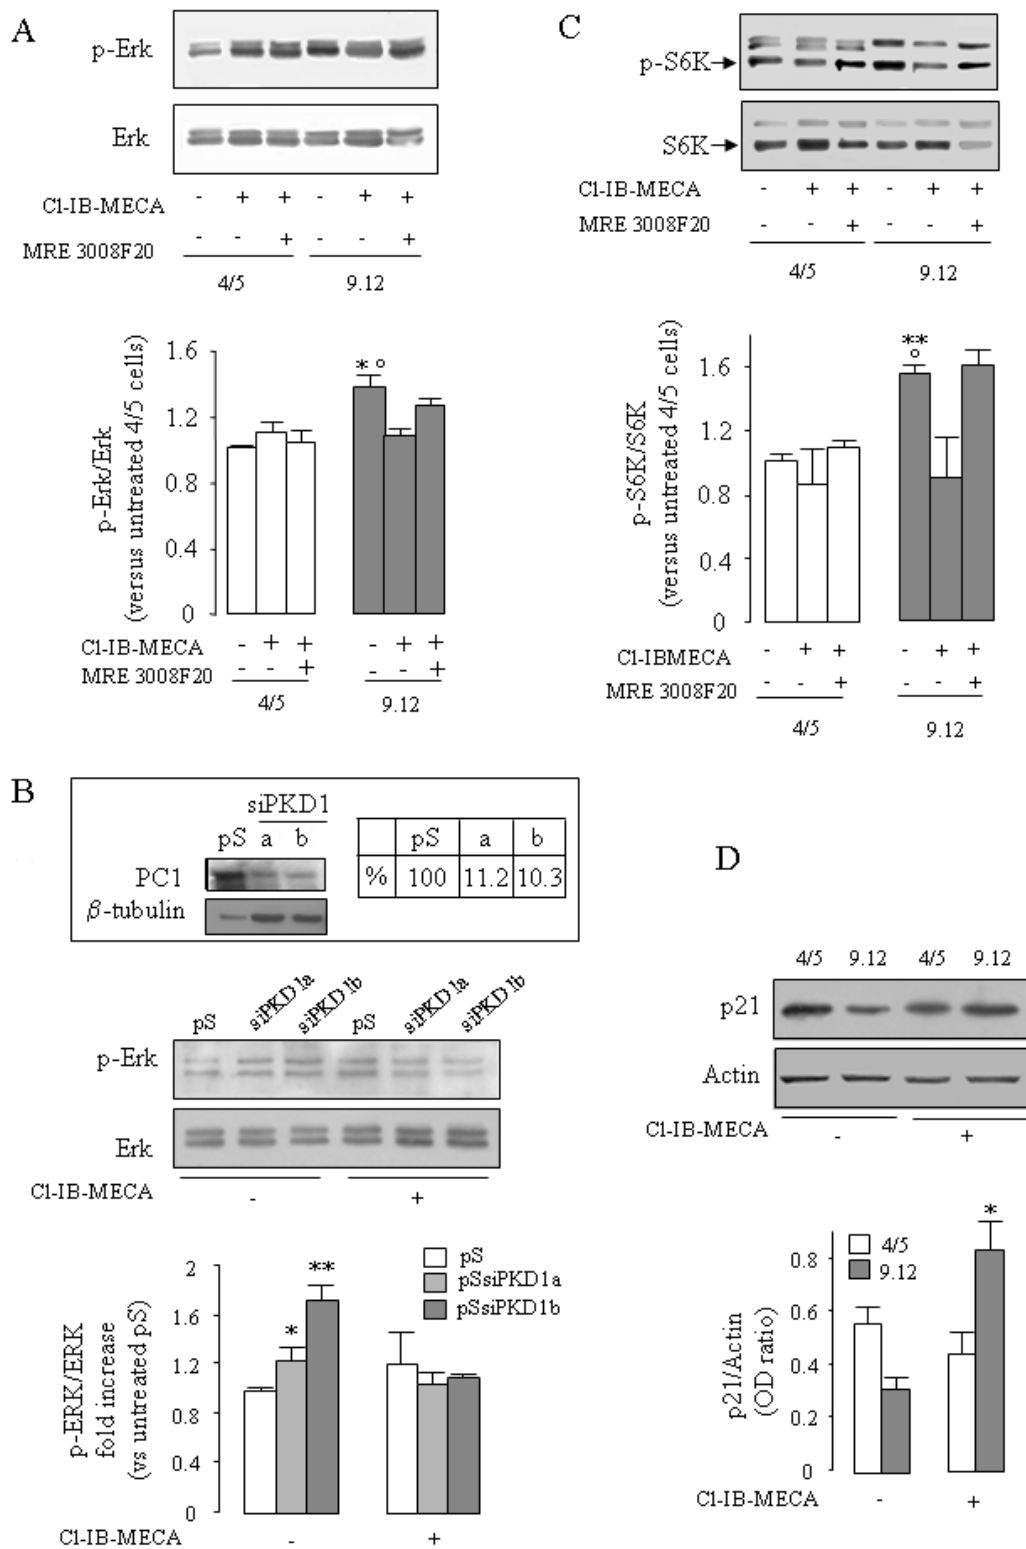 A
p-Erk
Erk
Cl-IB-MECA - + + - + +
MRE 3008F20 - - + - - +
4/5 9.12
p-Erk/Erk
(versus untreated 4/5 cells)
1.6
1.2
0.8
0.4
0
* °
Cl-IB-MECA - + + - + +
MRE 3008F20 - - + - - +
4/5 9.12
C
p-S6K
S6K
Cl-IB-MECA - + + - + +
MRE 3008F20 - - + - - +
4/5 9.12
p-S6K/S6K
(versus untreated 4/5 cells)
1.6
1.2
0.8
0.4
0
**
°
Cl-IBMECA - + + - + +
MRE 3008F20 - - + - - +
4/5 9.12
B
siPKD1
pS a b
PC1
β-tubulin
pS a b
% 100 11.2 10.3
pS siPKD1a siPKD1b pS siPKD1a siPKD1b
p-Erk
Erk
Cl-IB-MECA - +
p-ERK/ERK
fold increase
(vs untreated pS)
2
1.6
1.2
0.8
0.4
0
* **
pS
pSsiPKD1a
pSsiPKD1b
Cl-IB-MECA - +
D
4/5 9.12 4/5 9.12
p21
Actin
Cl-IB-MECA - +
p21/Actin
(OD ratio)
0.8
0.6
0.4
0.2
0
4/5
9.12
*
Cl-IB-MECA - +